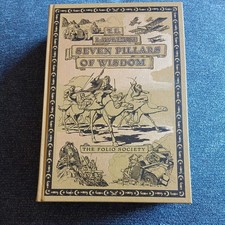 T.E.
LAWRENCE
SEVEN PILLARS
OF WISDOM
THE FOLIO SOCIETY